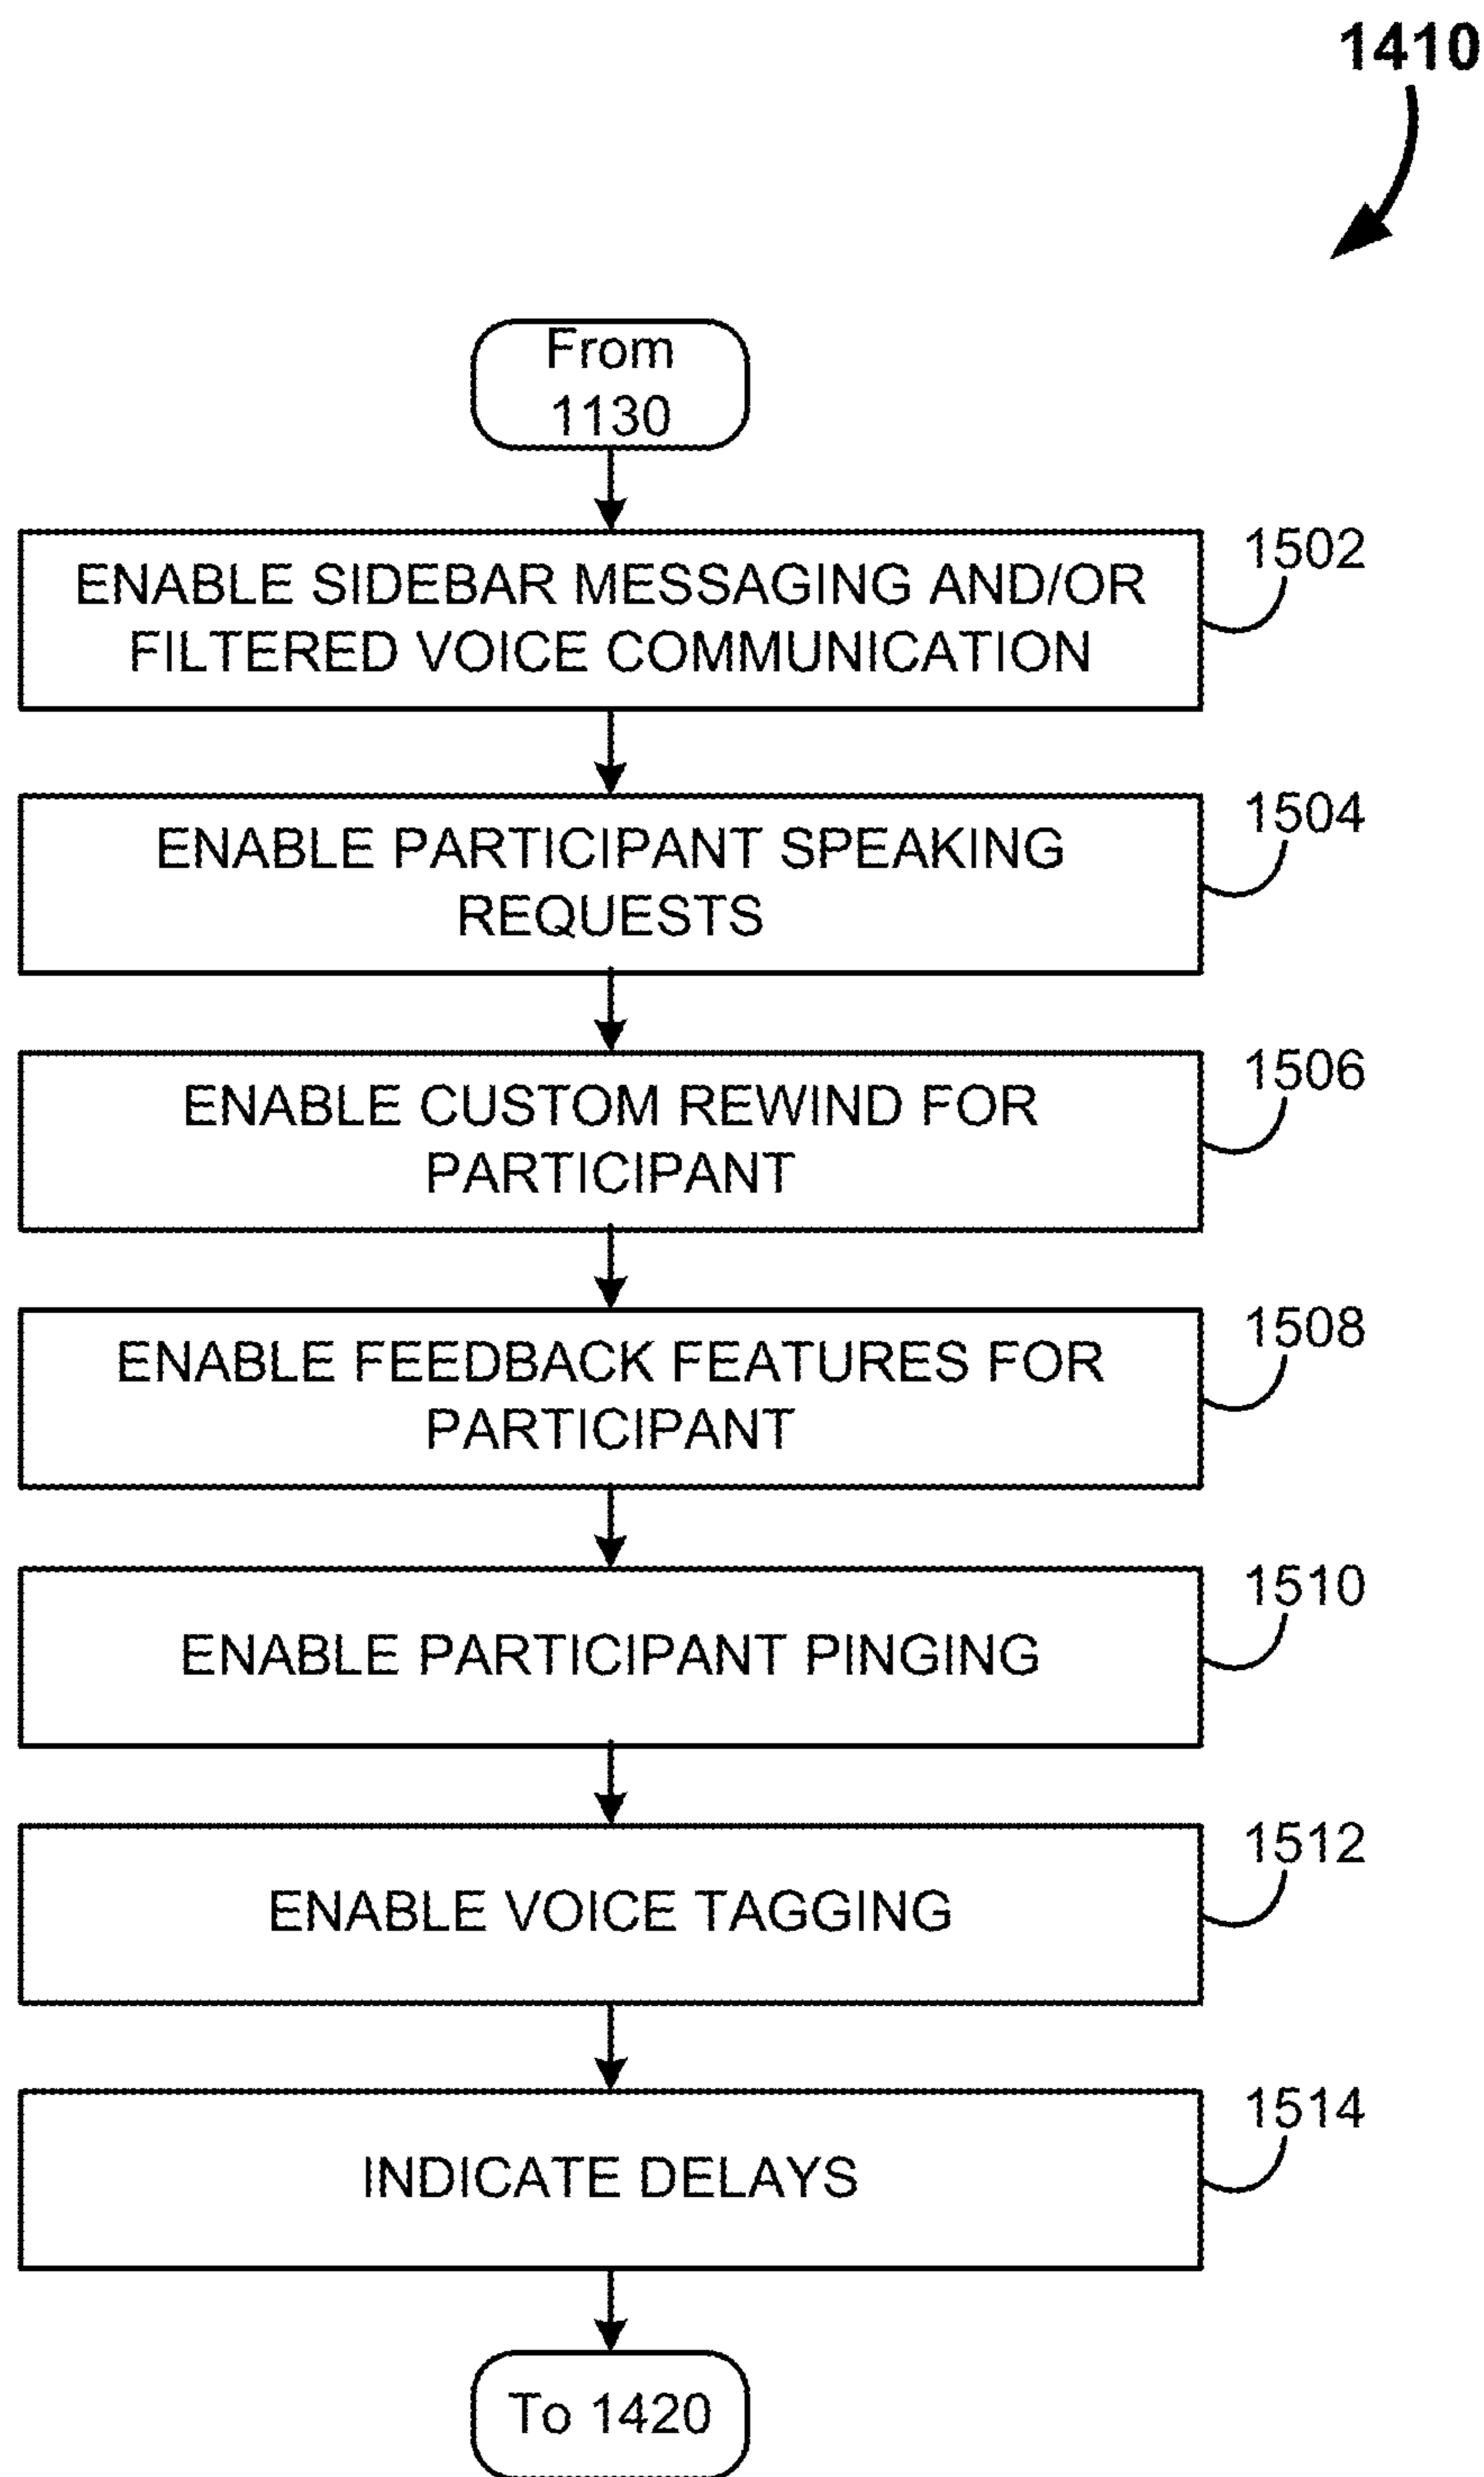 1410
From
1130
ENABLE SIDEBAR MESSAGING AND/OR
FILTERED VOICE COMMUNICATION
1502
ENABLE PARTICIPANT SPEAKING
REQUESTS
1504
ENABLE CUSTOM REWIND FOR
PARTICIPANT
1506
ENABLE FEEDBACK FEATURES FOR
PARTICIPANT
1508
ENABLE PARTICIPANT PINGING
1510
ENABLE VOICE TAGGING
1512
INDICATE DELAYS
1514
To 1420